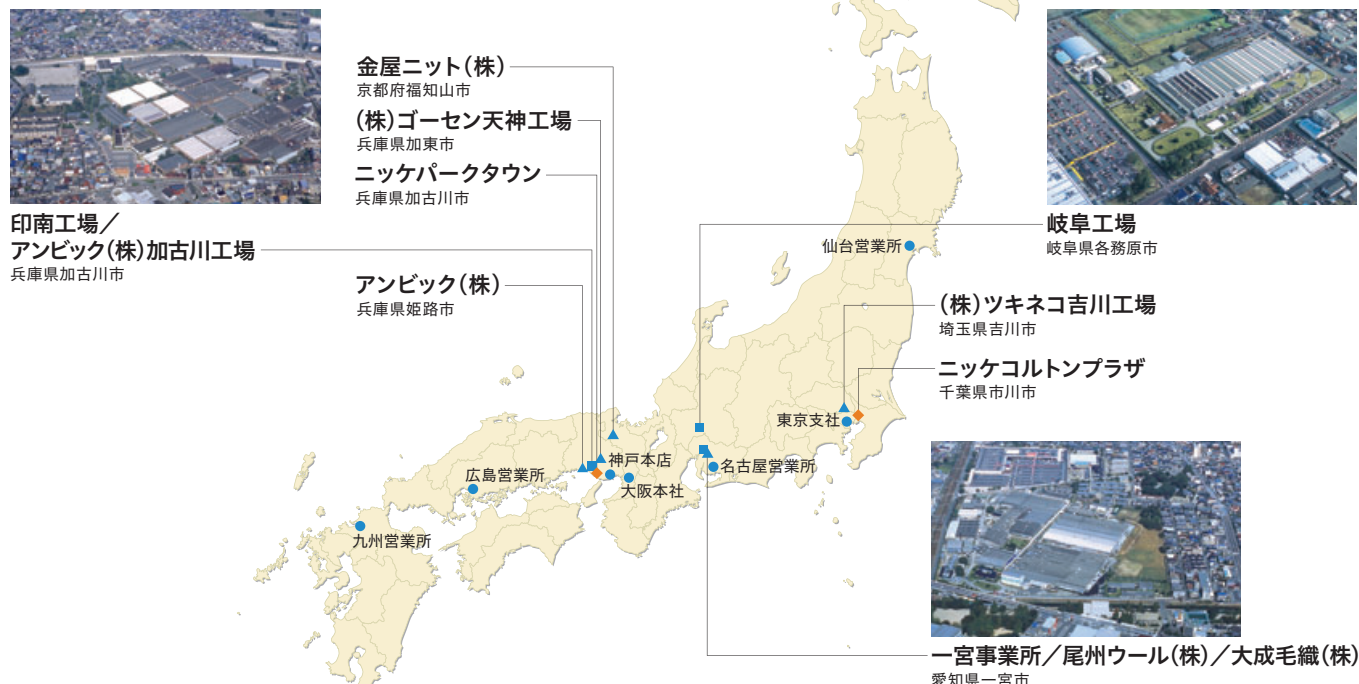 金屋ニット(株)
京都府福知山市
(株)ゴーセン天神工場
兵庫県加東市
ニッケパークタウン
兵庫県加古川市
印南工場／
アンビック(株)加古川工場
兵庫県加古川市
アンビック(株)
兵庫県姫路市
岐阜工場
岐阜県各務原市
仙台営業所
(株)ツキネコ吉川工場
埼玉県吉川市
ニッケコルトンプラザ
千葉県市川市
東京支社
名古屋営業所
神戸本店
大阪本社
広島営業所
九州営業所
一宮事業所／尾州ウール(株)／大成毛織(株)
愛知県一宮市